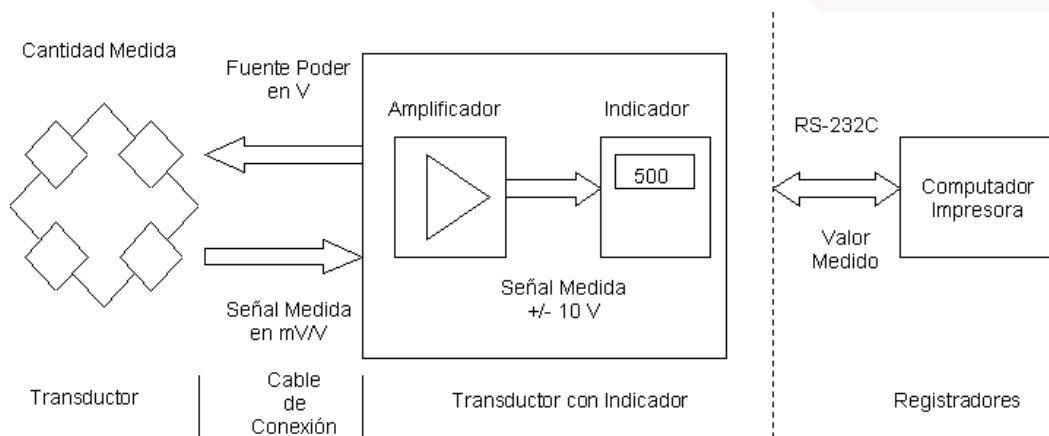 Cantidad Medida
Fuente Poder
en V
Amplificador
Indicador
500
RS-232C
Computador
Impresora
Valor
Medido
Señal Medida
en mV/V
Señal Medida
+/- 10 V
Transductor
Cable
de
Conexión
Transductor con Indicador
Registradores